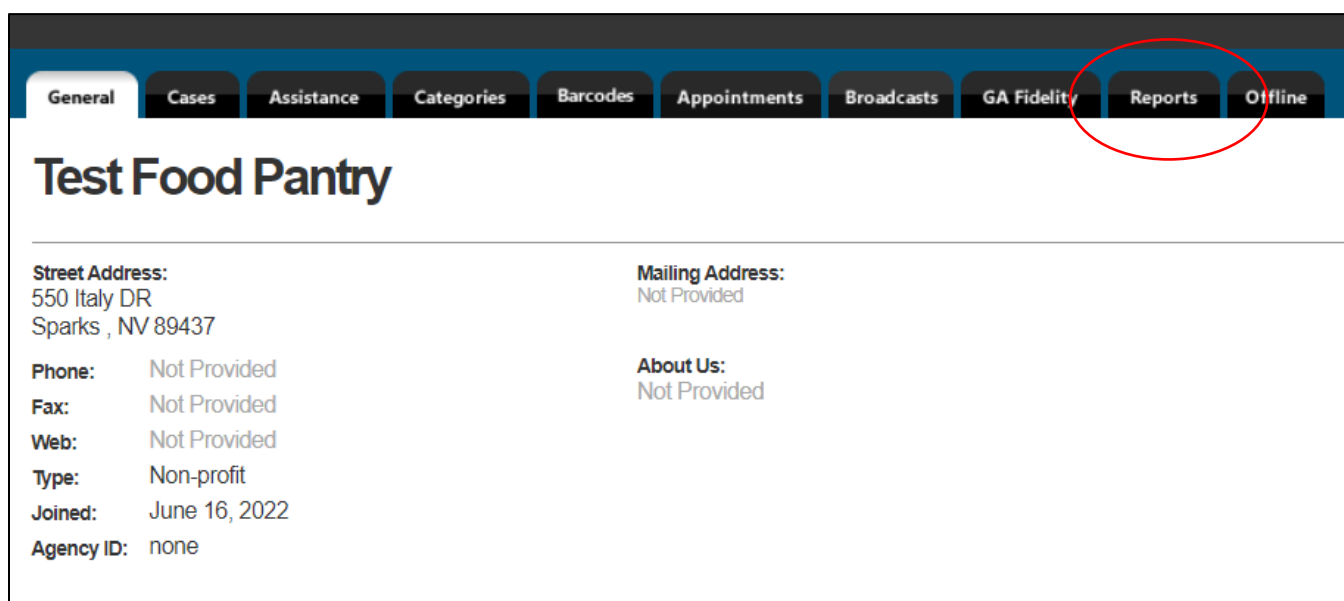 General Cases Assistance Categories Barcodes Appointments Broadcasts GA Fidelity Reports Offline
Test Food Pantry
Street Address:
550 Italy DR
Sparks , NV 89437
Mailing Address:
Not Provided
Phone: Not Provided
Fax: Not Provided
Web: Not Provided
Type: Non-profit
Joined: June 16, 2022
Agency ID: none
About Us:
Not Provided